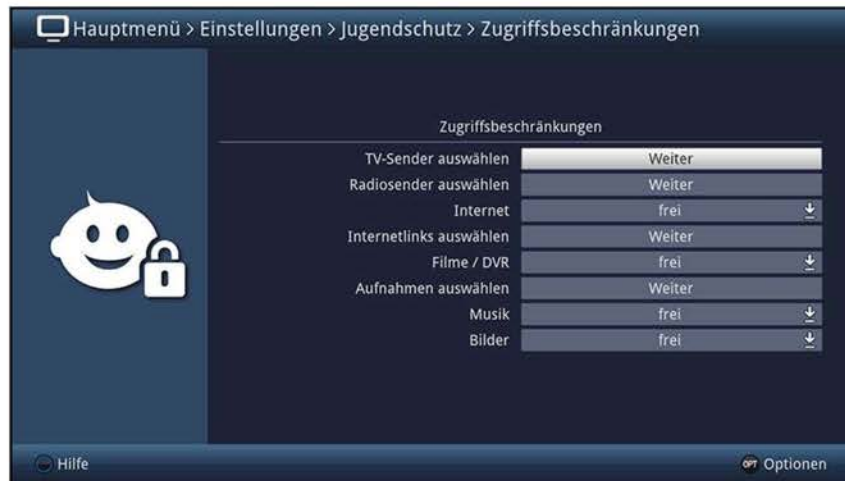 Hauptmenü > Einstellungen > Jugendschutz > Zugriffsbeschränkungen
Zugriffsbeschränkungen
TV-Sender auswählen Weiter
Radiosender auswählen Weiter
Internet frei
Internetlinks auswählen Weiter
Filme / DVR frei
Aufnahmen auswählen Weiter
Musik frei
Bilder frei
Hilfe OPT Optionen